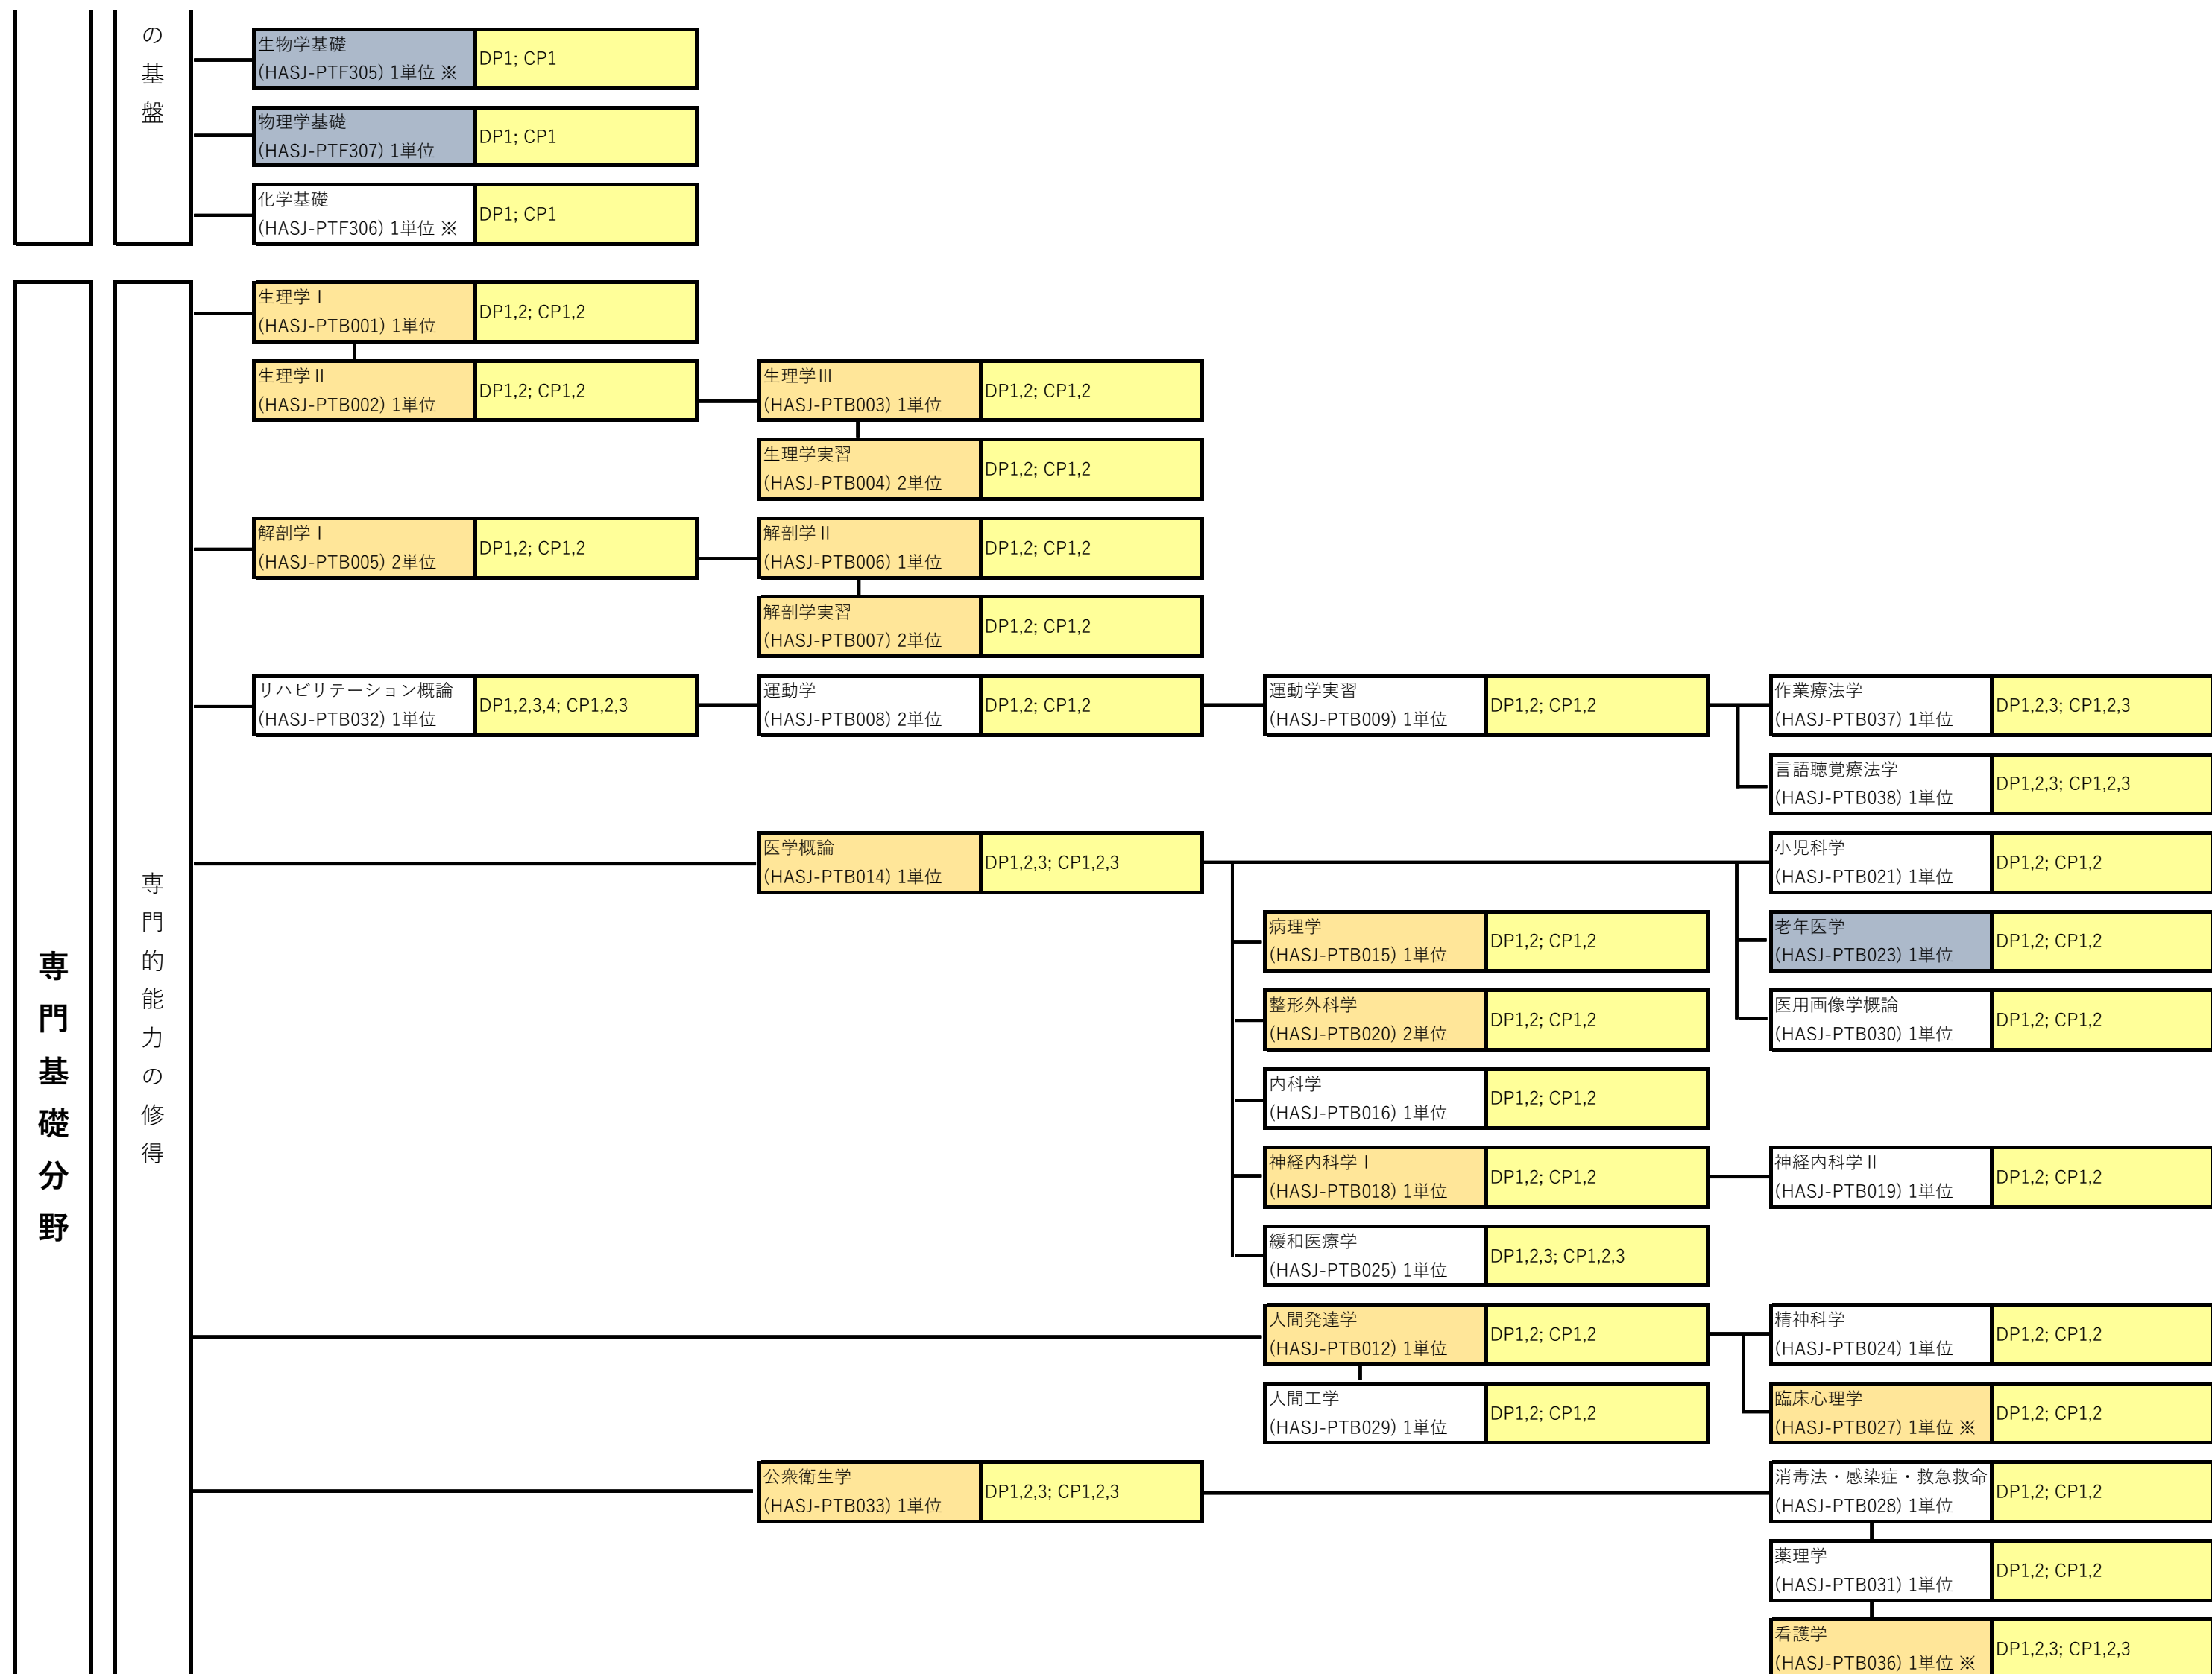 の基盤
生物学基礎
(HASJ-PTF305) 1単位 ※
DP1; CP1
物理学基礎
(HASJ-PTF307) 1単位
DP1; CP1
化学基礎
(HASJ-PTF306) 1単位 ※
DP1; CP1
専門基礎分野
専門的能力の修得
生理学Ⅰ
(HASJ-PTB001) 1単位
DP1,2; CP1,2
生理学Ⅱ
(HASJ-PTB002) 1単位
DP1,2; CP1,2
生理学Ⅲ
(HASJ-PTB003) 1単位
DP1,2; CP1,2
生理学実習
(HASJ-PTB004) 2単位
DP1,2; CP1,2
解剖学Ⅰ
(HASJ-PTB005) 2単位
DP1,2; CP1,2
解剖学Ⅱ
(HASJ-PTB006) 1単位
DP1,2; CP1,2
解剖学実習
(HASJ-PTB007) 2単位
DP1,2; CP1,2
リハビリテーション概論
(HASJ-PTB032) 1単位
DP1,2,3,4; CP1,2,3
運動学
(HASJ-PTB008) 2単位
DP1,2; CP1,2
運動学実習
(HASJ-PTB009) 1単位
DP1,2; CP1,2
作業療法学
(HASJ-PTB037) 1単位
DP1,2,3; CP1,2,3
言語聴覚療法学
(HASJ-PTB038) 1単位
DP1,2,3; CP1,2,3
医学概論
(HASJ-PTB014) 1単位
DP1,2,3; CP1,2,3
小児科学
(HASJ-PTB021) 1単位
DP1,2; CP1,2
病理学
(HASJ-PTB015) 1単位
DP1,2; CP1,2
老年医学
(HASJ-PTB023) 1単位
DP1,2; CP1,2
整形外科学
(HASJ-PTB020) 2単位
DP1,2; CP1,2
医用画像学概論
(HASJ-PTB030) 1単位
DP1,2; CP1,2
内科学
(HASJ-PTB016) 1単位
DP1,2; CP1,2
神経内科学Ⅰ
(HASJ-PTB018) 1単位
DP1,2; CP1,2
神経内科学Ⅱ
(HASJ-PTB019) 1単位
DP1,2; CP1,2
緩和医療学
(HASJ-PTB025) 1単位
DP1,2,3; CP1,2,3
人間発達学
(HASJ-PTB012) 1単位
DP1,2; CP1,2
精神科学
(HASJ-PTB024) 1単位
DP1,2; CP1,2
人間工学
(HASJ-PTB029) 1単位
DP1,2; CP1,2
臨床心理学
(HASJ-PTB027) 1単位 ※
DP1,2; CP1,2
公衆衛生学
(HASJ-PTB033) 1単位
DP1,2,3; CP1,2,3
消毒法・感染症・救急救命
(HASJ-PTB028) 1単位
DP1,2; CP1,2
薬理学
(HASJ-PTB031) 1単位
DP1,2; CP1,2
看護学
(HASJ-PTB036) 1単位 ※
DP1,2,3; CP1,2,3